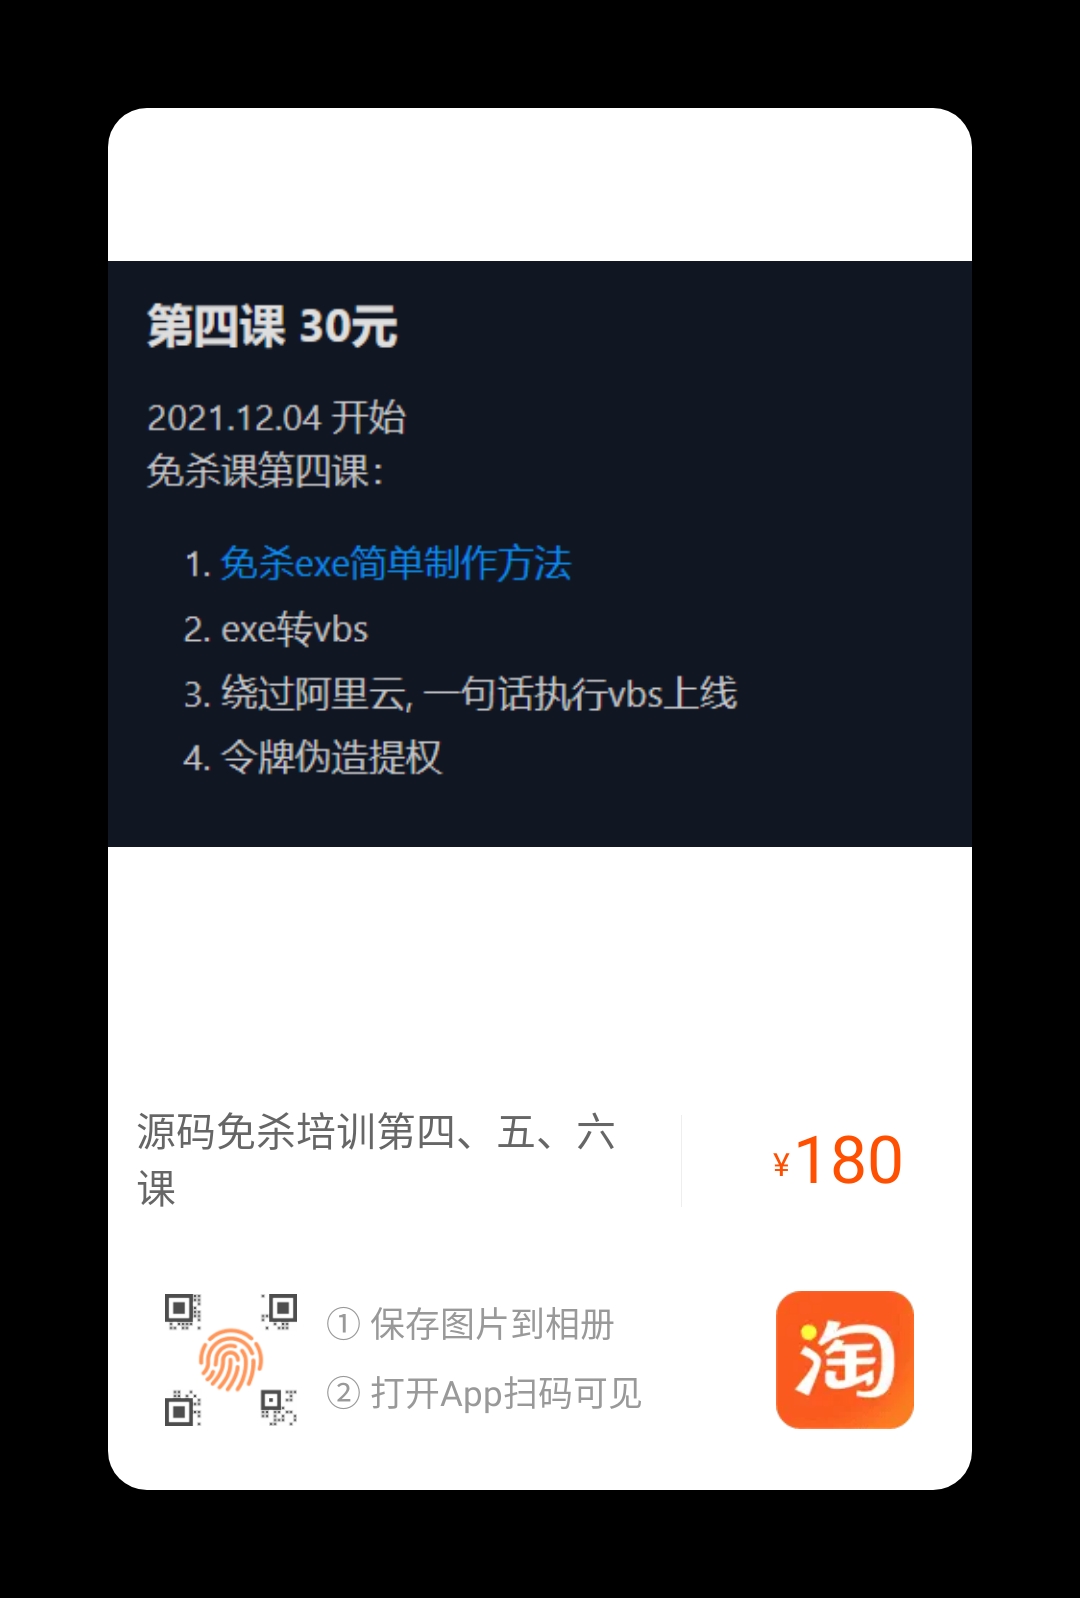 第四课 30元
2021.12.04 开始
免杀课第四课：
1. 免杀exe简单制作方法
2. exe转vbs
3. 绕过阿里云, 一句话执行vbs上线
4. 令牌伪造提权
源码免杀培训第四、五、六
课
¥180
① 保存图片到相册
② 打开App扫码可见
淘